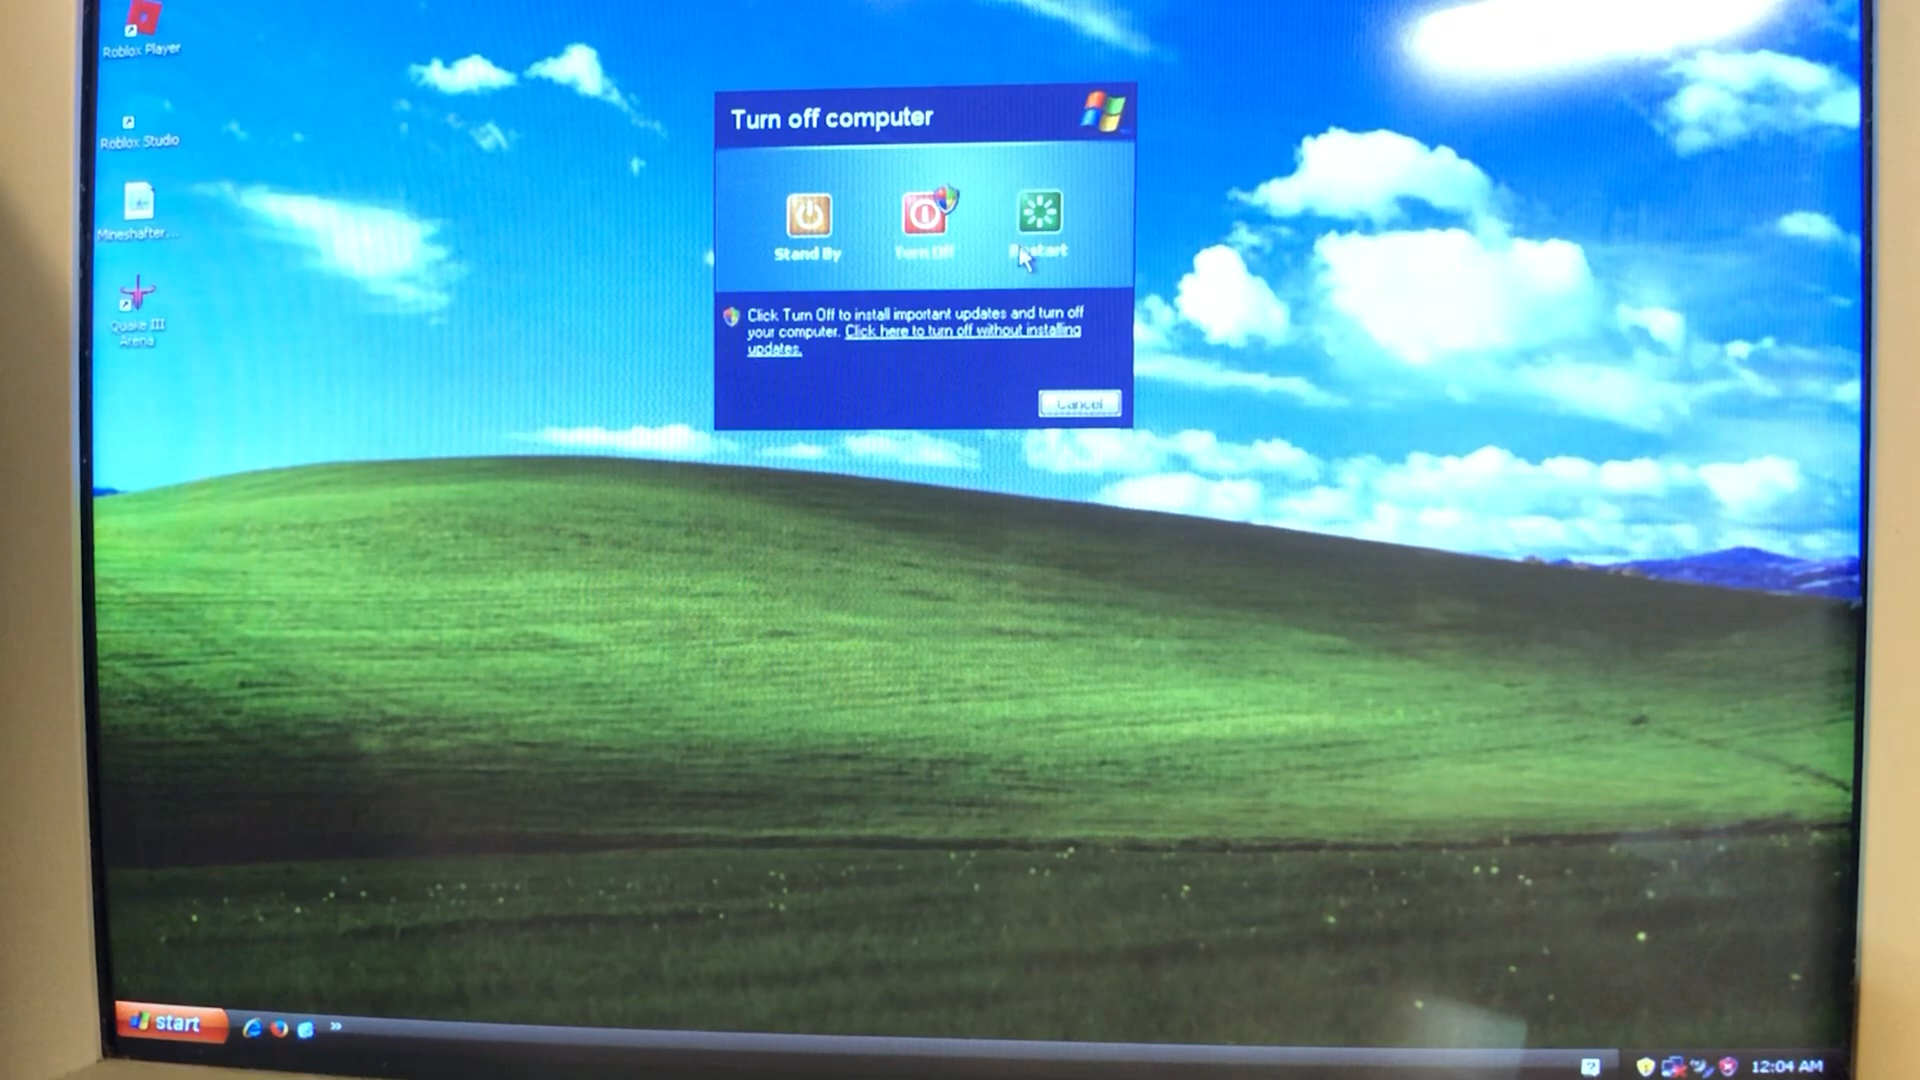 Roblox Player
Roblox Studio
Mineshafter...
Quake III
Arena
Turn off computer
Stand By
Turn Off
Restart
Click Turn Off to install important updates and turn off
your computer. Click here to turn off without installing
updates.
Cancel
start
»
12:04 AM